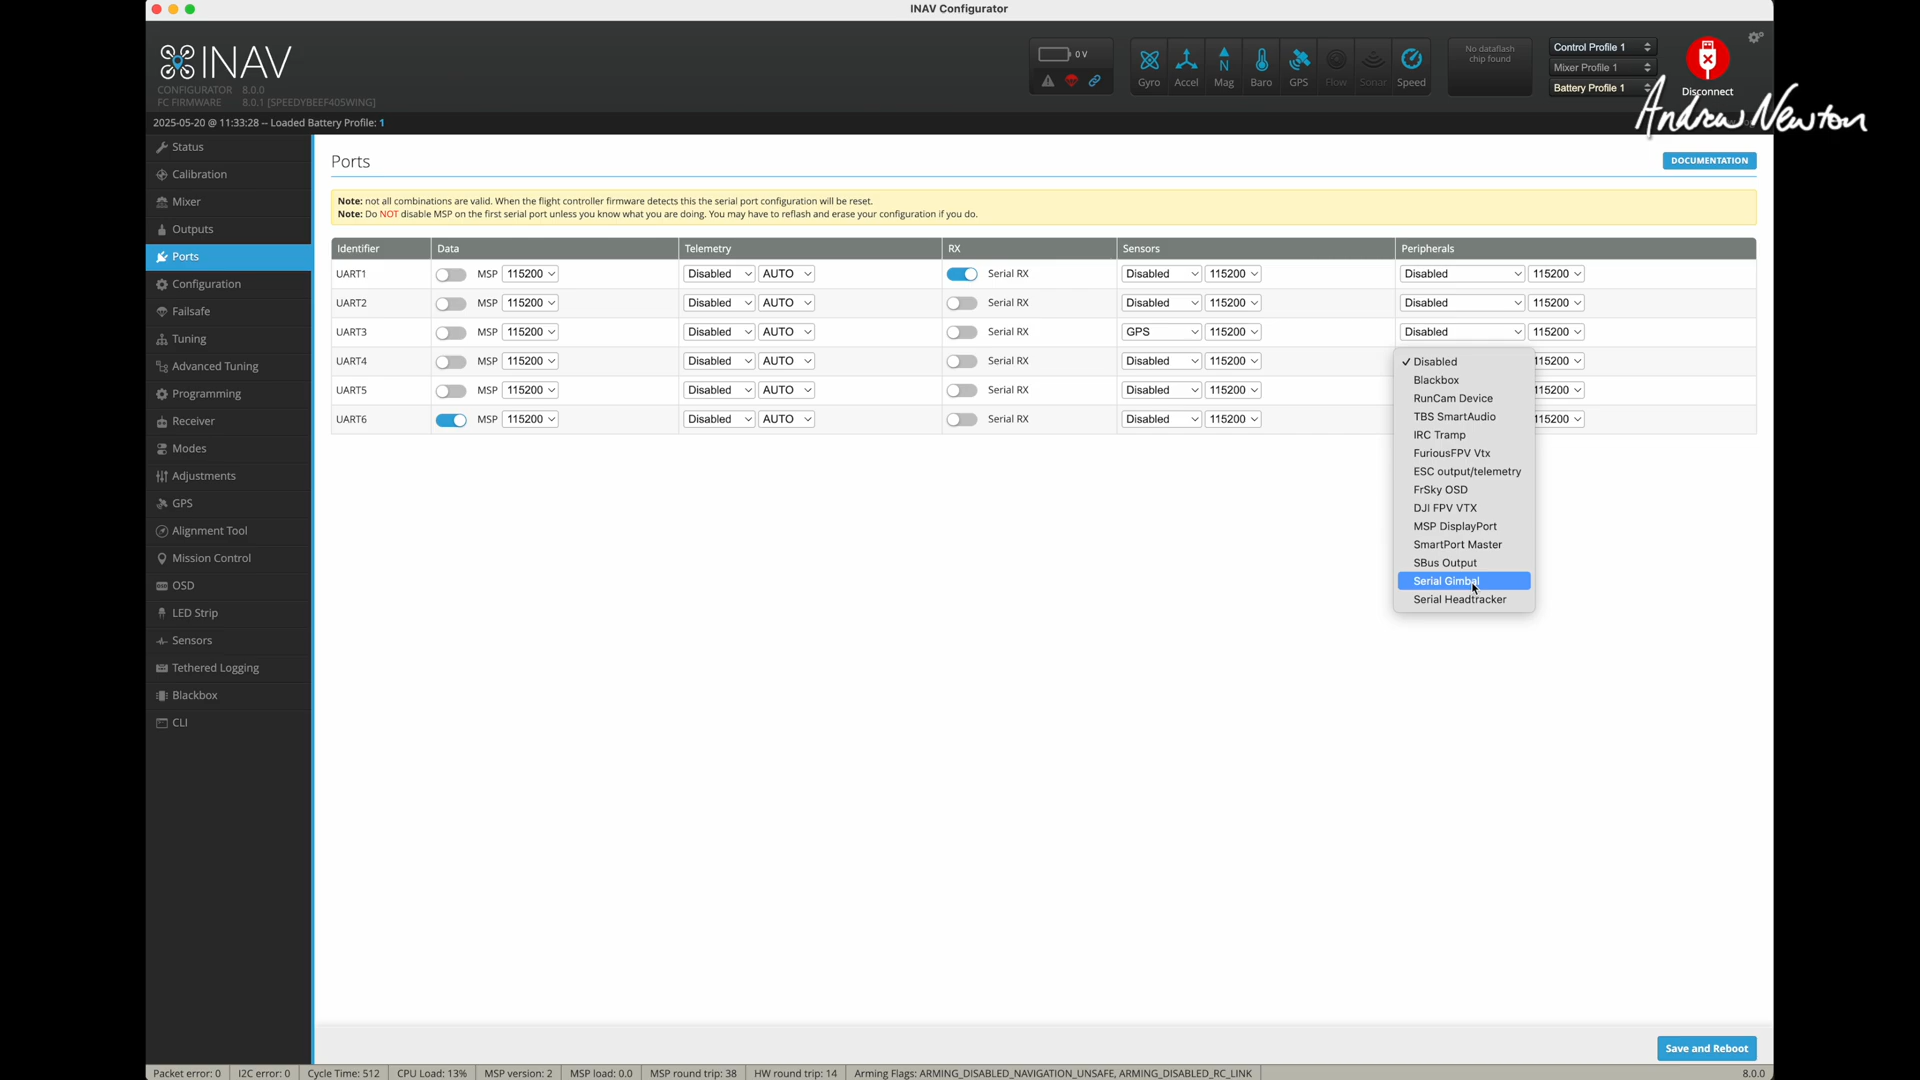 INAV Configurator
INAV
CONFIGURATOR 8.0.0
FC FIRMWARE 8.0.1 [SPEEDYBEEF405WING]
0 V
Gyro Accel Mag Baro GPS Flow Sonar Speed
No dataflash
chip found
Control Profile 1
Mixer Profile 1
Battery Profile 1
Disconnect
Andrew Newton
2025-05-20 @ 11:33:28 -- Loaded Battery Profile: 1
Status
Calibration
Mixer
Outputs
Ports
Configuration
Failsafe
Tuning
Advanced Tuning
Programming
Receiver
Modes
Adjustments
GPS
Alignment Tool
Mission Control
OSD
LED Strip
Sensors
Tethered Logging
Blackbox
CLI
Ports
DOCUMENTATION
Note: not all combinations are valid. When the flight controller firmware detects this the serial port configuration will be reset.
Note: Do NOT disable MSP on the first serial port unless you know what you are doing. You may have to reflash and erase your configuration if you do.
Identifier Data Telemetry RX Sensors Peripherals
UART1 MSP 115200 Disabled AUTO Serial RX Disabled 115200 Disabled 115200
UART2 MSP 115200 Disabled AUTO Serial RX Disabled 115200 Disabled 115200
UART3 MSP 115200 Disabled AUTO Serial RX GPS 115200 Disabled 115200
UART4 MSP 115200 Disabled AUTO Serial RX Disabled 115200 115200
UART5 MSP 115200 Disabled AUTO Serial RX Disabled 115200 115200
UART6 MSP 115200 Disabled AUTO Serial RX Disabled 115200 115200
✓ Disabled
Blackbox
RunCam Device
TBS SmartAudio
IRC Tramp
FuriousFPV Vtx
ESC output/telemetry
FrSky OSD
DJI FPV VTX
MSP DisplayPort
SmartPort Master
SBus Output
Serial Gimbal
Serial Headtracker
Save and Reboot
Packet error: 0 I2C error: 0 Cycle Time: 512 CPU Load: 13% MSP version: 2 MSP load: 0.0 MSP round trip: 38 HW round trip: 14 Arming Flags: ARMING_DISABLED_NAVIGATION_UNSAFE, ARMING_DISABLED_RC_LINK 8.0.0